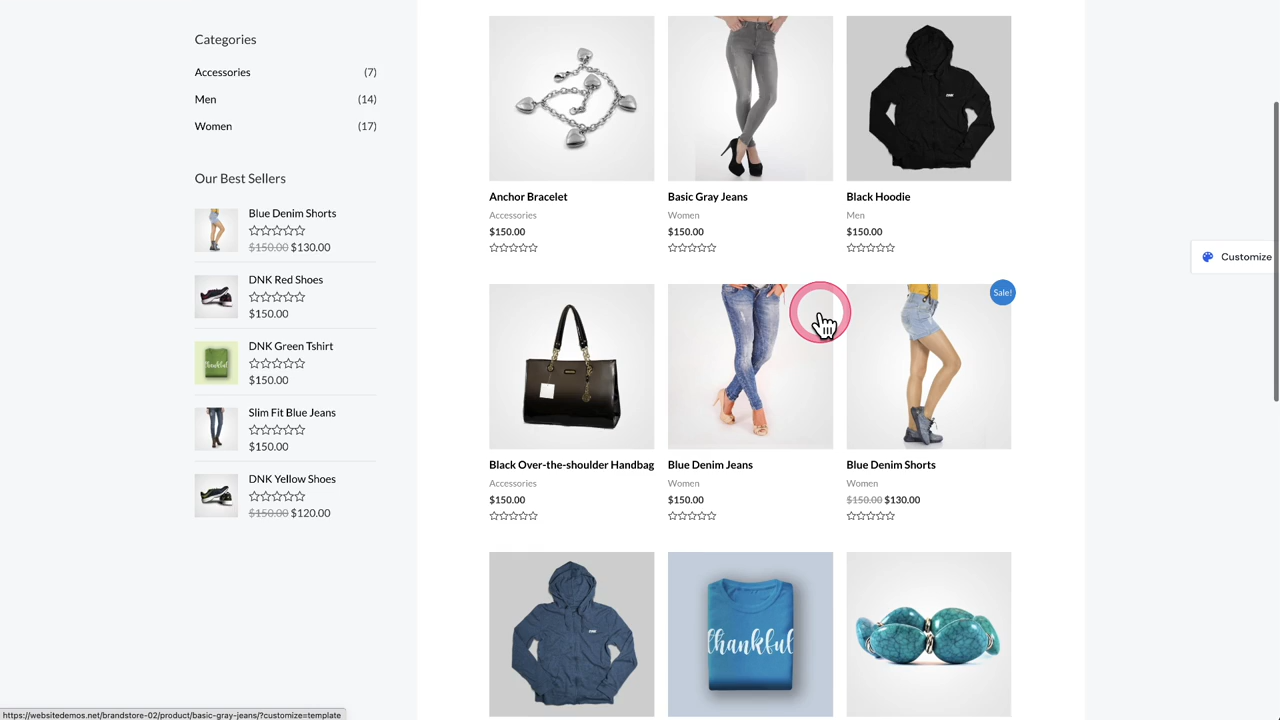 Categories
Accessories (7)
Men (14)
Women (17)
Our Best Sellers
Blue Denim Shorts
$150.00 $130.00
DNK Red Shoes
$150.00
DNK Green Tshirt
thankful
$150.00
Slim Fit Blue Jeans
$150.00
DNK Yellow Shoes
$150.00 $120.00
DNK
Anchor Bracelet
Accessories
$150.00
Basic Gray Jeans
Women
$150.00
Black Hoodie
Men
$150.00
Customize
Sale!
Black Over-the-shoulder Handbag
Accessories
$150.00
Blue Denim Jeans
Women
$150.00
Blue Denim Shorts
Women
$150.00 $130.00
DNK
thankful
https://websitedemos.net/brandstore-02/product/basic-gray-jeans/?customize=template